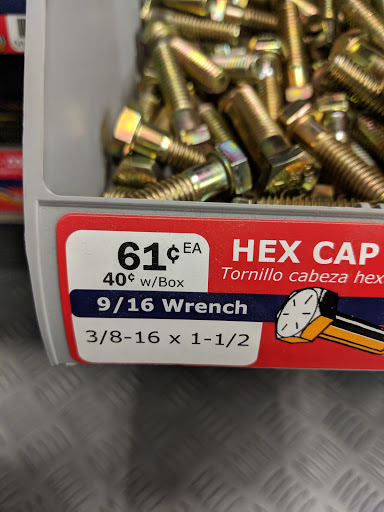 61¢ EA
40¢ w/Box
HEX CAP
Tornillo cabeza hex
9/16 Wrench
3/8-16 x 1-1/2